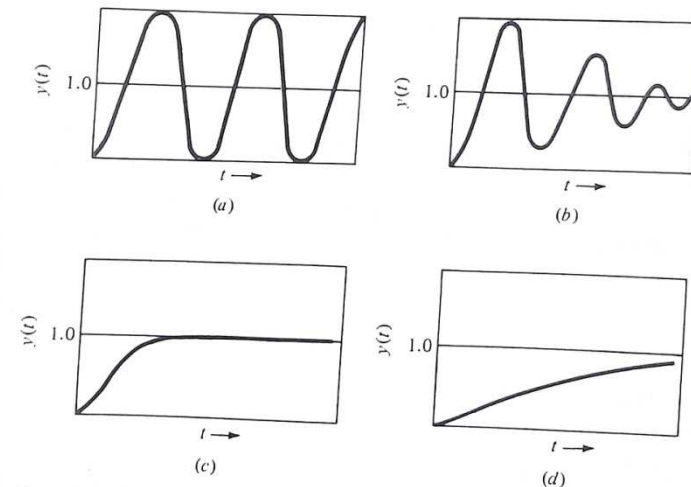 y(t)
1.0
t →
(a)
y(t)
1.0
t →
(b)
y(t)
1.0
t →
(c)
y(t)
1.0
t →
(d)